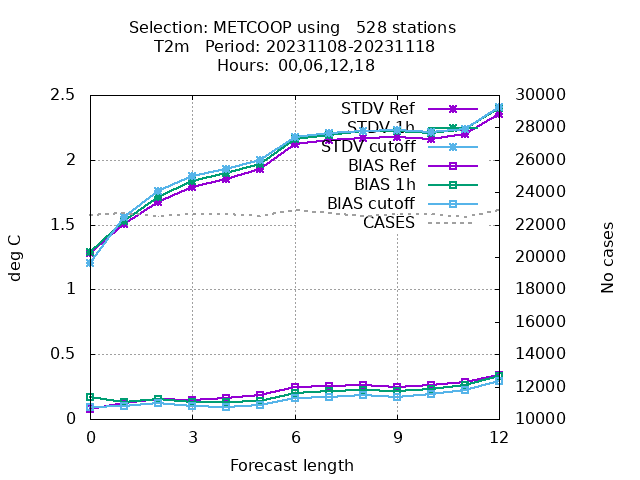 Selection: METCOOP using   528 stations
T2m   Period: 20231108-20231118
Hours:  00,06,12,18
2.5
2
1.5
1
0.5
0
30000
28000
26000
24000
22000
20000
18000
16000
14000
12000
10000
STDV Ref
STDV 1h
STDV cutoff
BIAS Ref
BIAS 1h
BIAS cutoff
CASES
deg C
No cases
0 3 6 9 12
Forecast length